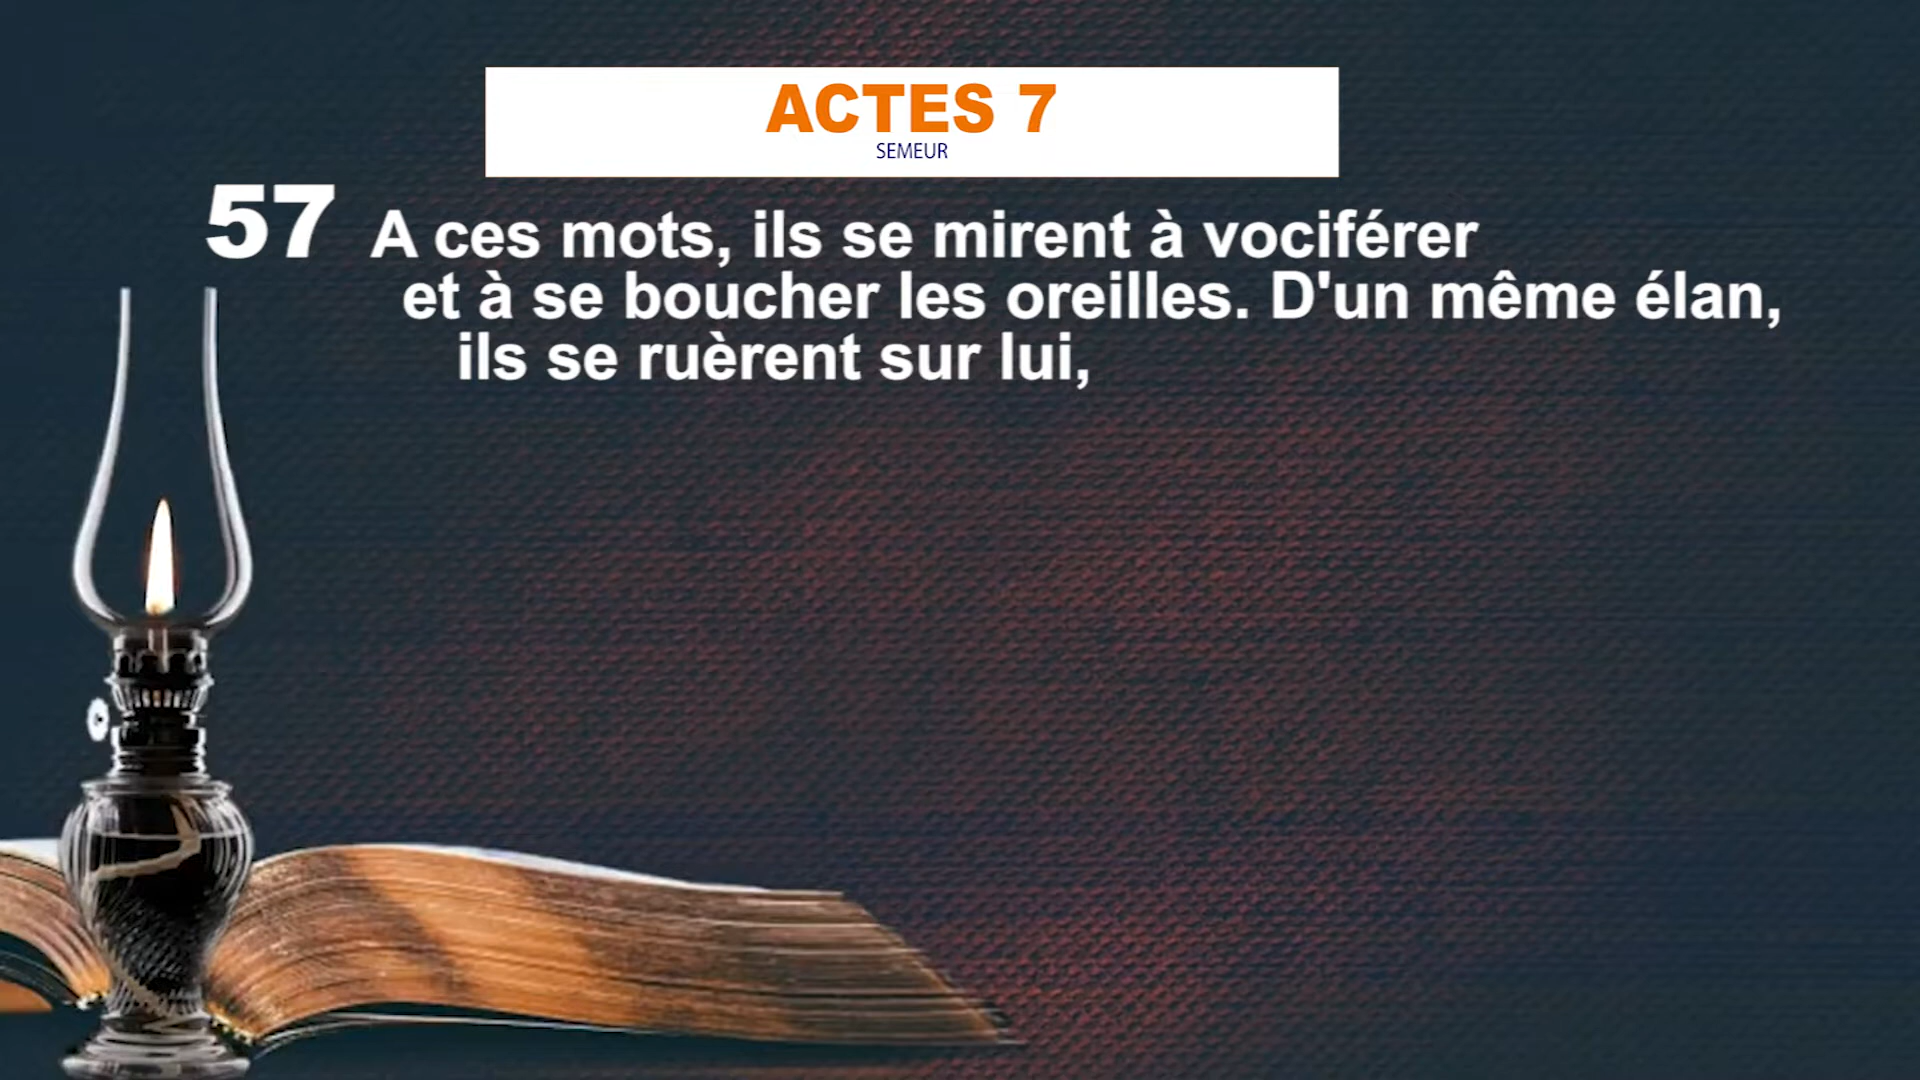 ACTES 7
SEMEUR
57 A ces mots, ils se mirent à vociférer
et à se boucher les oreilles. D'un même élan,
ils se ruèrent sur lui,